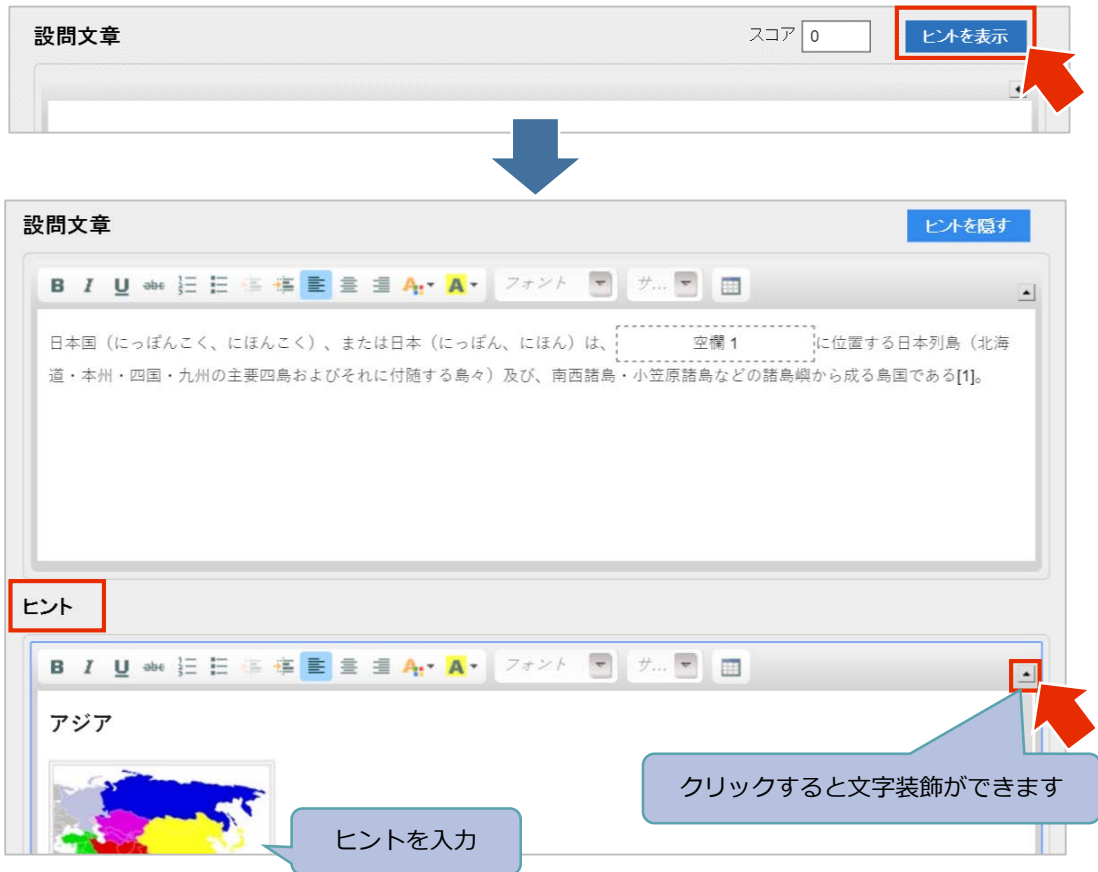 設問文章
スコア 0 ヒントを表示
設問文章
ヒントを隠す
B I U abc A A フォント サ...
日本国（にっぽんこく、にほんこく）、または日本（にっぽん、にほん）は、 空欄 1 に位置する日本列島（北海
道・本州・四国・九州の主要四島およびそれに付随する島々）及び、南西諸島・小笠原諸島などの諸島嶼から成る島国である[1]。
ヒント
B I U abc A A フォント サ...
アジア
クリックすると文字装飾ができます
ヒントを入力